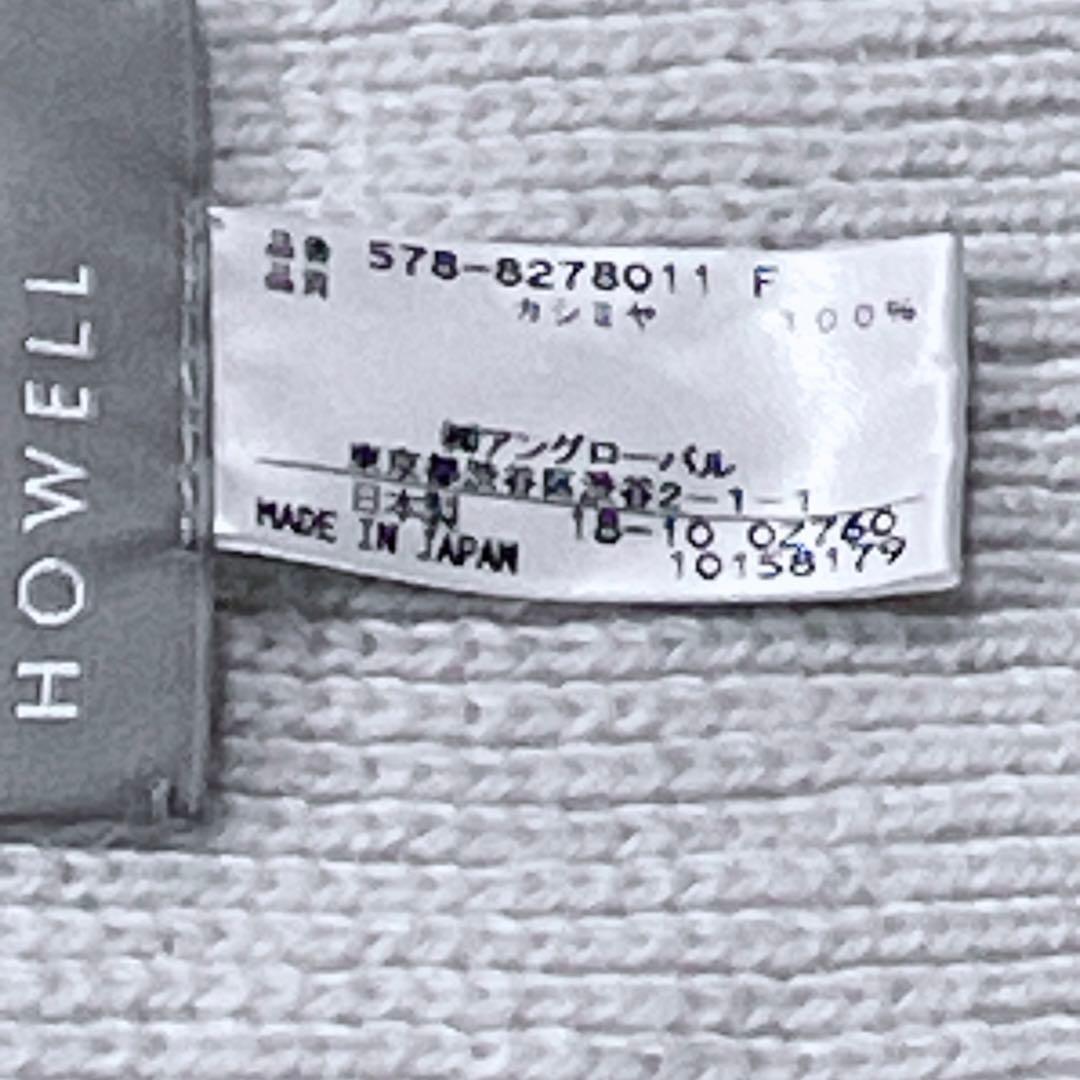 HOWELL
品番 578-8278011 F
品質 カシミヤ 100%
㈱アングローバル
東京都渋谷区渋谷2-1-1
日本製 18-10 02760
MADE IN JAPAN 10158179